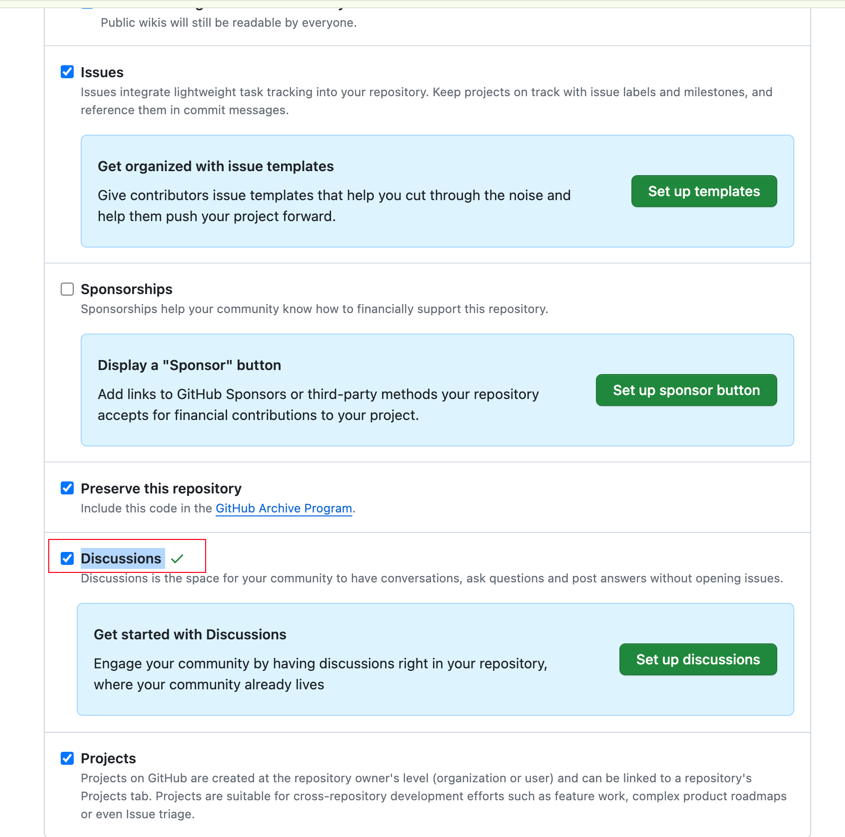 Public wikis will still be readable by everyone.
Issues
Issues integrate lightweight task tracking into your repository. Keep projects on track with issue labels and milestones, and
reference them in commit messages.
Get organized with issue templates
Give contributors issue templates that help you cut through the noise and
help them push your project forward.
Set up templates
Sponsorships
Sponsorships help your community know how to financially support this repository.
Display a "Sponsor" button
Add links to GitHub Sponsors or third-party methods your repository
accepts for financial contributions to your project.
Set up sponsor button
Preserve this repository
Include this code in the GitHub Archive Program.
Discussions
Discussions is the space for your community to have conversations, ask questions and post answers without opening issues.
Get started with Discussions
Engage your community by having discussions right in your repository,
where your community already lives
Set up discussions
Projects
Projects on GitHub are created at the repository owner's level (organization or user) and can be linked to a repository's
Projects tab. Projects are suitable for cross-repository development efforts such as feature work, complex product roadmaps
or even Issue triage.